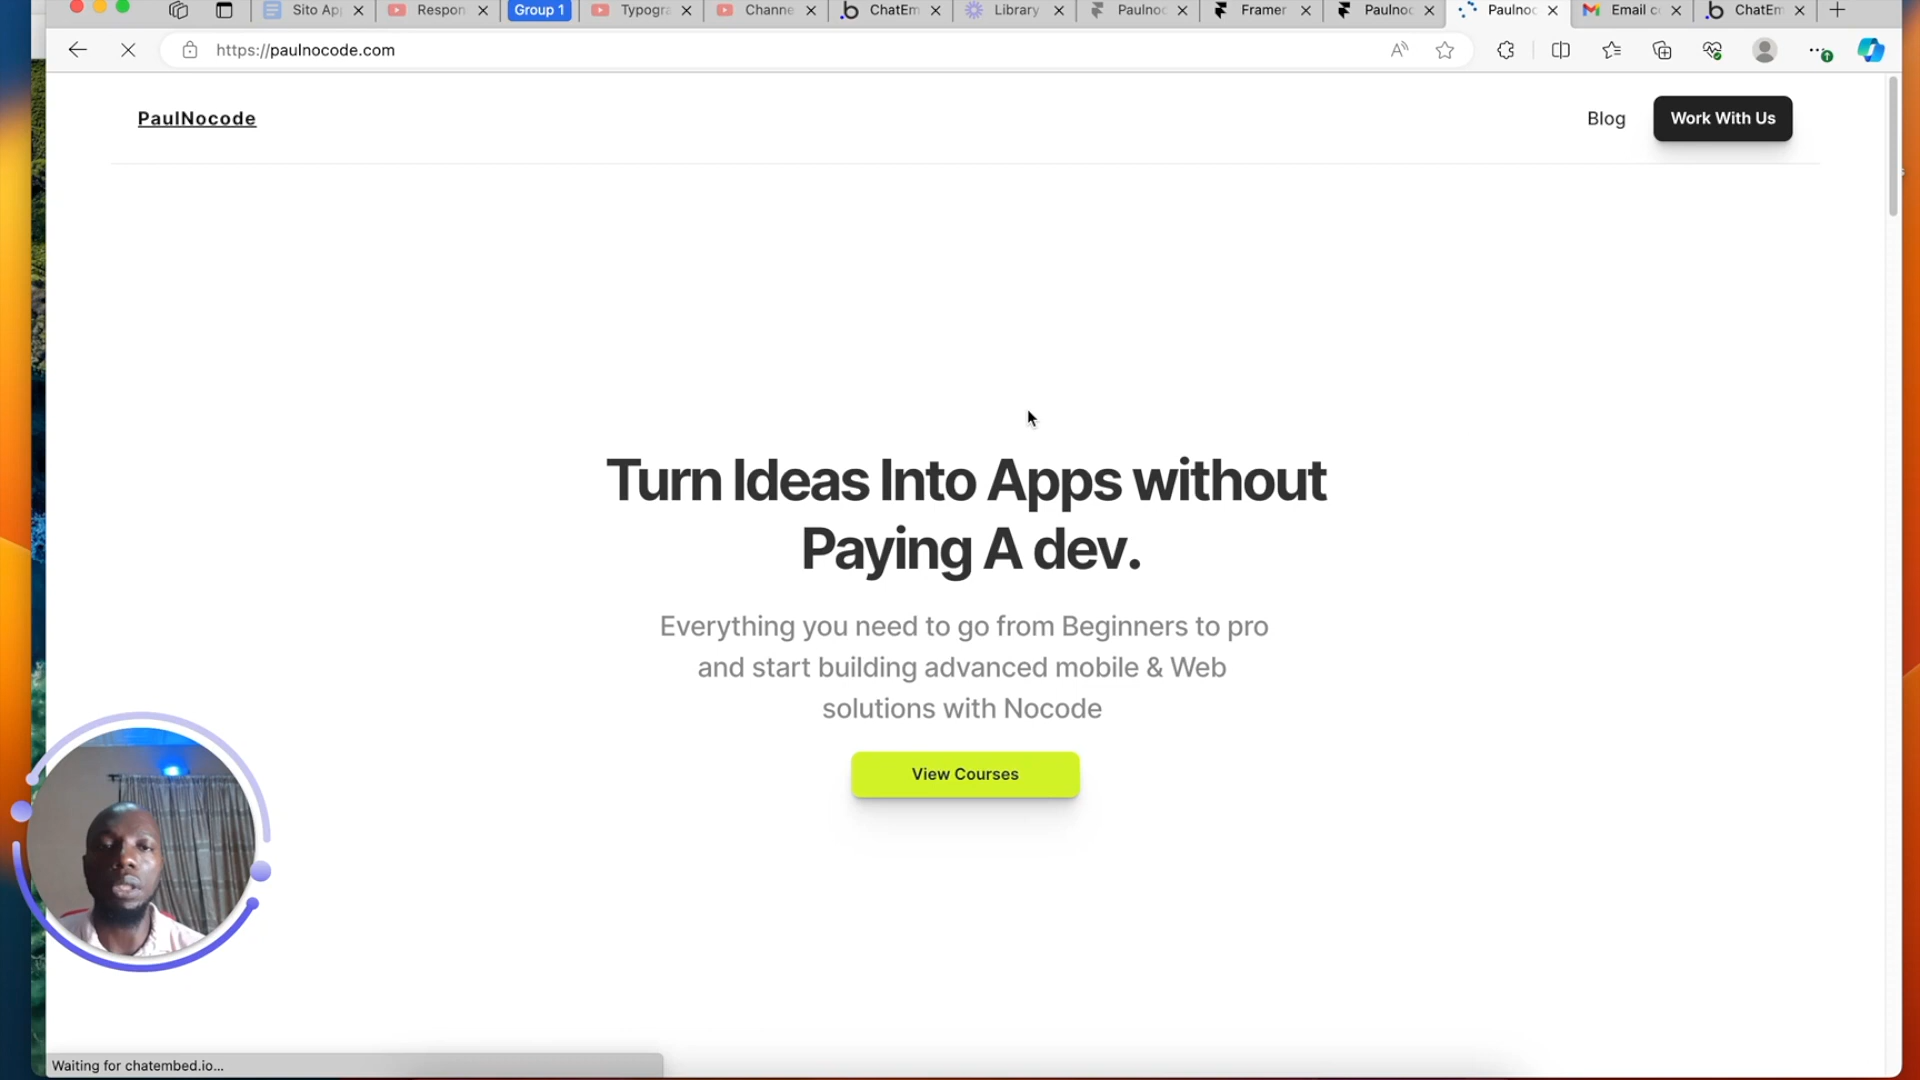 Sito Ap
Respon
Group 1
Typogra
Channe
ChatEm
Library
Paulnoc
Framer
Paulnoc
Paulnoc
Email co
ChatEm
https://paulnocode.com
PaulNocode
Blog
Work With Us
Turn Ideas Into Apps without
Paying A dev.
Everything you need to go from Beginners to pro
and start building advanced mobile & Web
solutions with Nocode
View Courses
Waiting for chatembed.io...